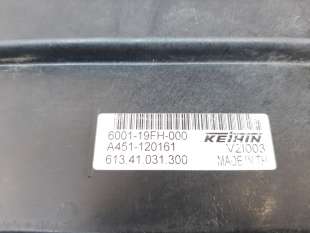 6001-19FH-000 KEIHIN
A451-120161 V2I003
613.41.031.300 MADE IN TH